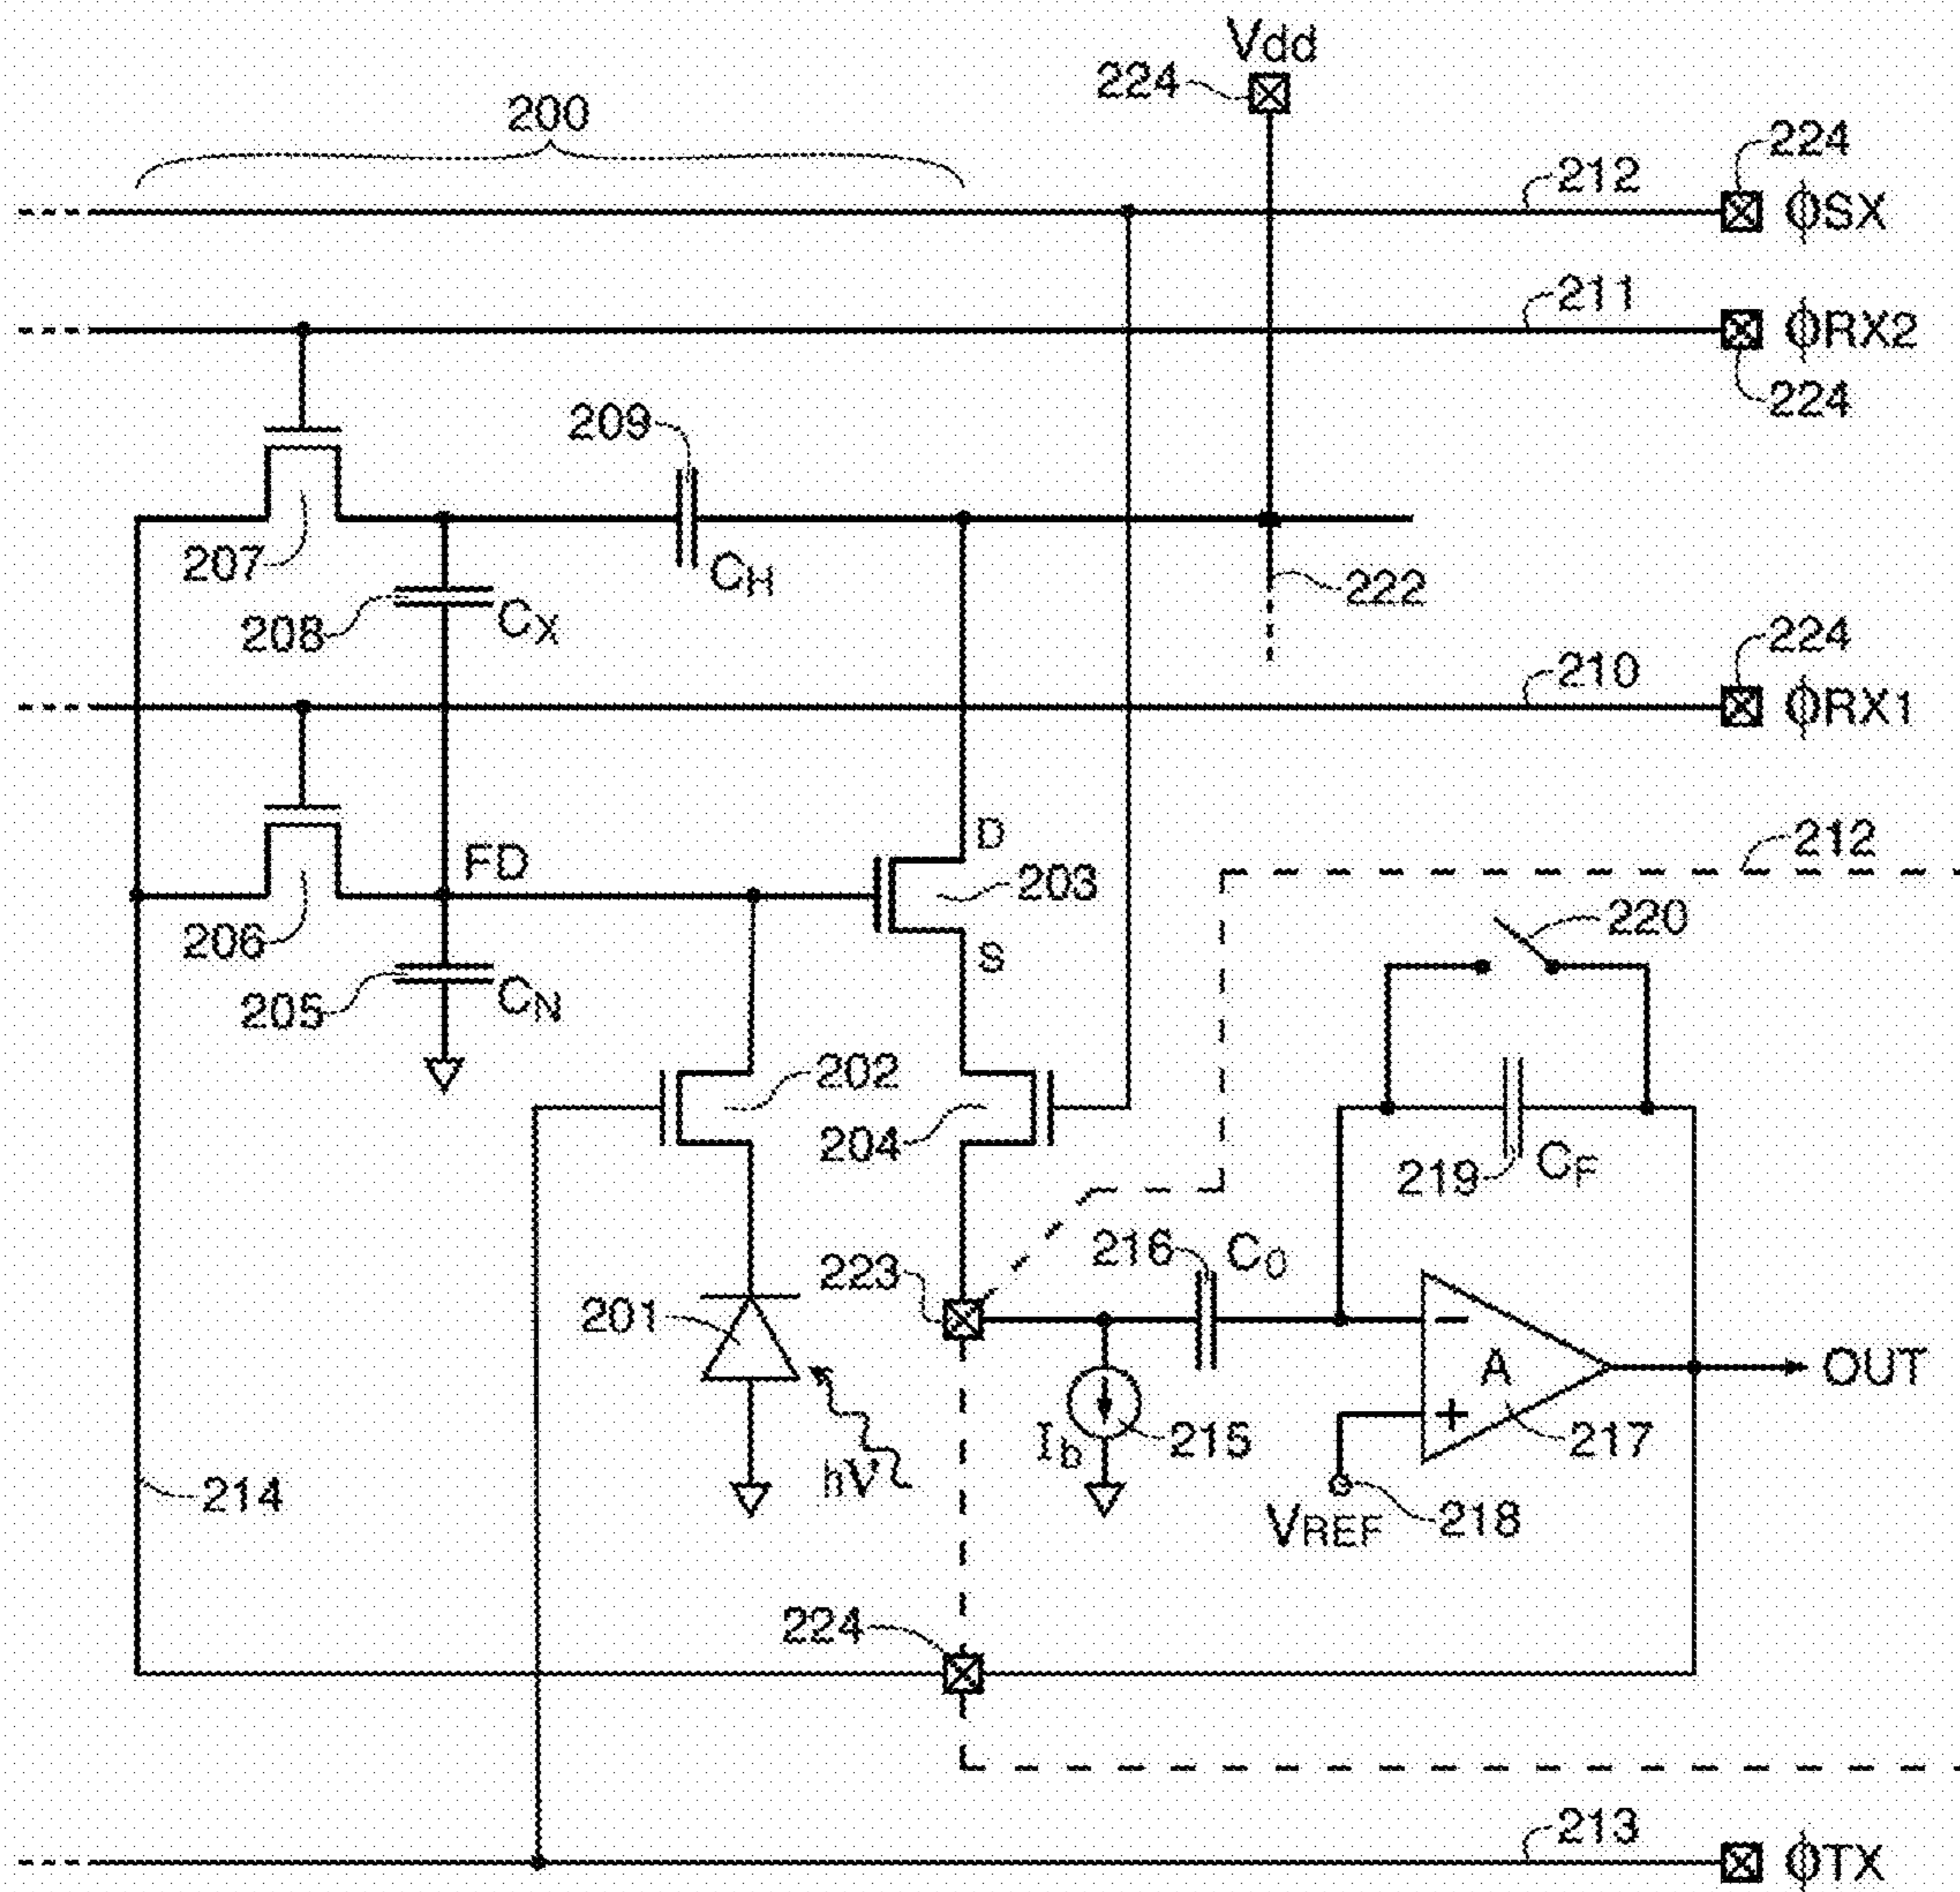 Vdd
224
200
224
212
ϕSX
211
ϕRX2
209
224
207
CH
222
208
CX
224
210
ϕRX1
D
212
FD
203
220
206
S
205
CN
202
204
219
CF
216
C0
223
201
A
OUT
Ib
215
217
hν
214
VREF
218
224
213
ϕTX